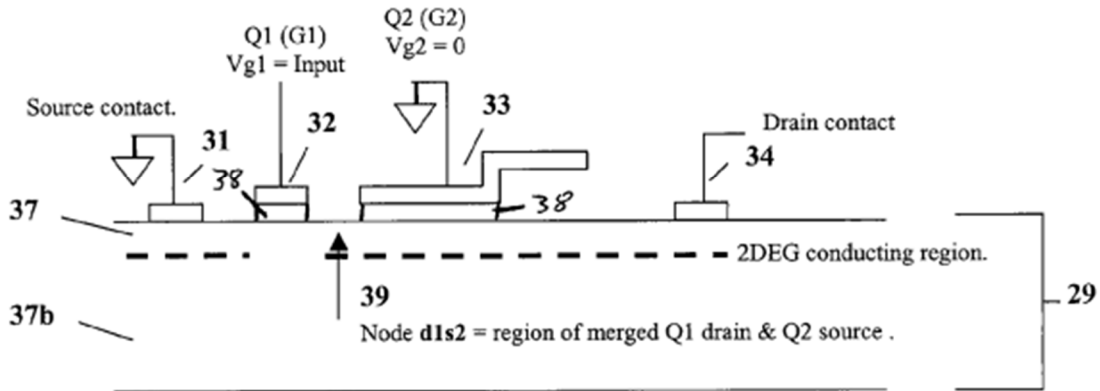 Q2 (G2)
Vg2 = 0
Q1 (G1)
Vg1 = Input
Source contact.
31
32
33
Drain contact
34
38
38
37
2DEG conducting region.
39
29
37b
Node d1s2 = region of merged Q1 drain & Q2 source .